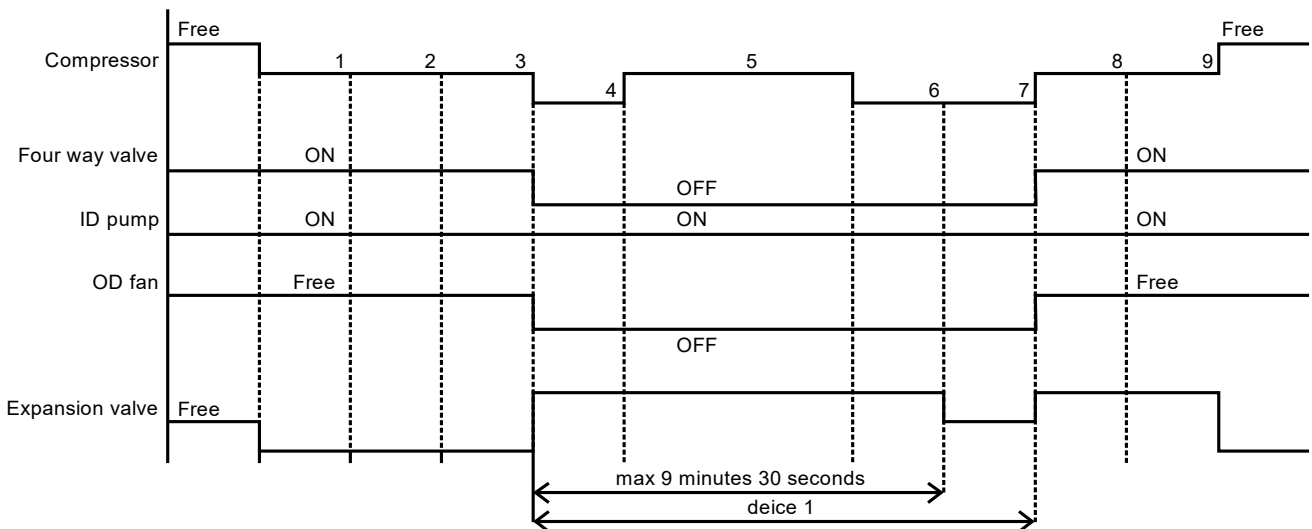 Free Free
Compressor 1 2 3 4 5 6 7 8 9
Four way valve ON OFF ON
ID pump ON ON ON
OD fan Free OFF Free
Expansion valve Free
max 9 minutes 30 seconds
deice 1